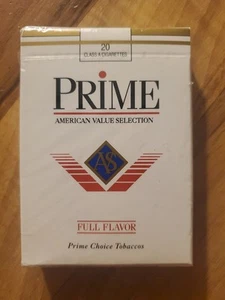 20
CLASS A CIGARETTES
PRIME
AMERICAN VALUE SELECTION
AS
FULL FLAVOR
Prime Choice Tobaccos